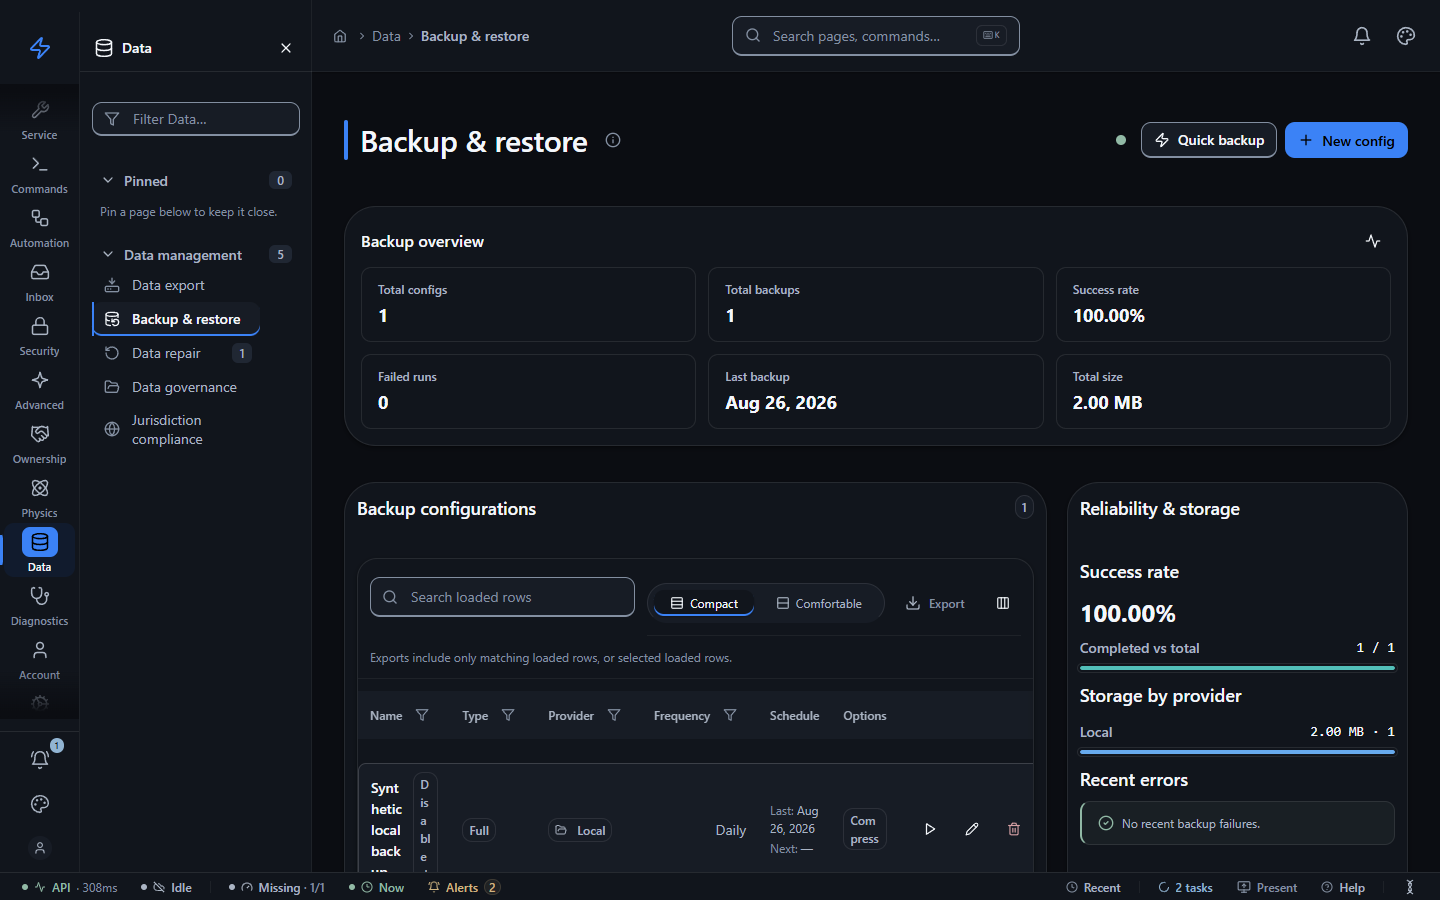 Data
Data
Backup & restore
Search pages, commands...
K
Filter Data...
Pinned
0
Pin a page below to keep it close.
Data management
5
Data export
Backup & restore
Data repair
1
Data governance
Jurisdiction
compliance
Service
Commands
Automation
Inbox
Security
Advanced
Ownership
Physics
Data
Diagnostics
Account
1
Backup & restore
Quick backup
New config
Backup overview
Total configs
1
Total backups
1
Success rate
100.00%
Failed runs
0
Last backup
Aug 26, 2026
Total size
2.00 MB
Backup configurations
1
Search loaded rows
Compact
Comfortable
Export
Exports include only matching loaded rows, or selected loaded rows.
Name
Type
Provider
Frequency
Schedule
Options
Synt
hetic
local
back
D
is
a
bl
e
Full
Local
Daily
Last: Aug
26, 2026
Next: —
Com
press
Reliability & storage
Success rate
100.00%
Completed vs total
1 / 1
Storage by provider
Local
2.00 MB · 1
Recent errors
No recent backup failures.
API · 308ms
Idle
Missing · 1/1
Now
Alerts 2
Recent
2 tasks
Present
Help